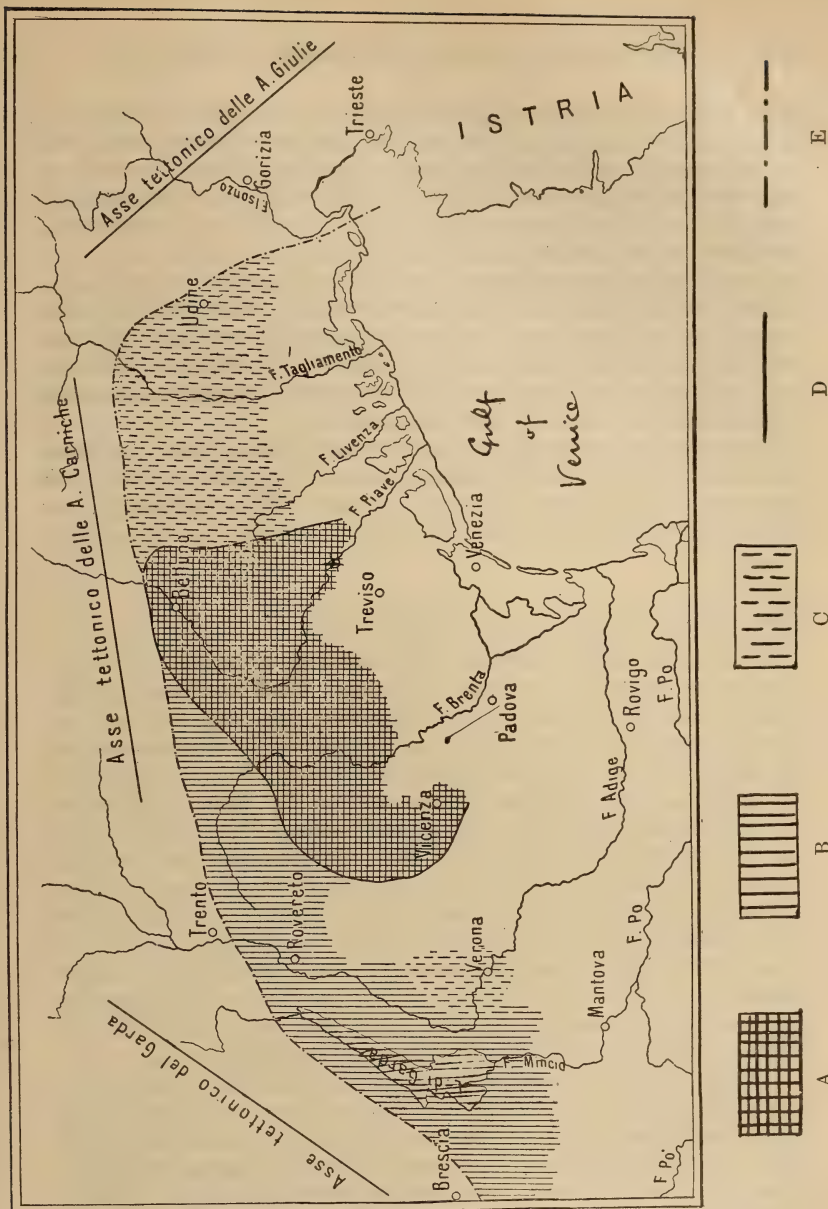 Asse tettonico delle A. Giulie
Asse tettonico delle A. Carniche
Asse tettonico del Garda
Gorizia
F. Isonzo
Trieste
ISTRIA
Udine
F. Tagliamento
F. Livenza
F. Piave
Belluno
Gulf
of
Venice
Venezia
Treviso
F. Brenta
Padova
Vicenza
Trento
Rovereto
F. Adige
Rovigo
F. Po
Verona
Mantova
F. Po
Garda
F. Mincio
Brescia
F. Po
A
B
C
D
E